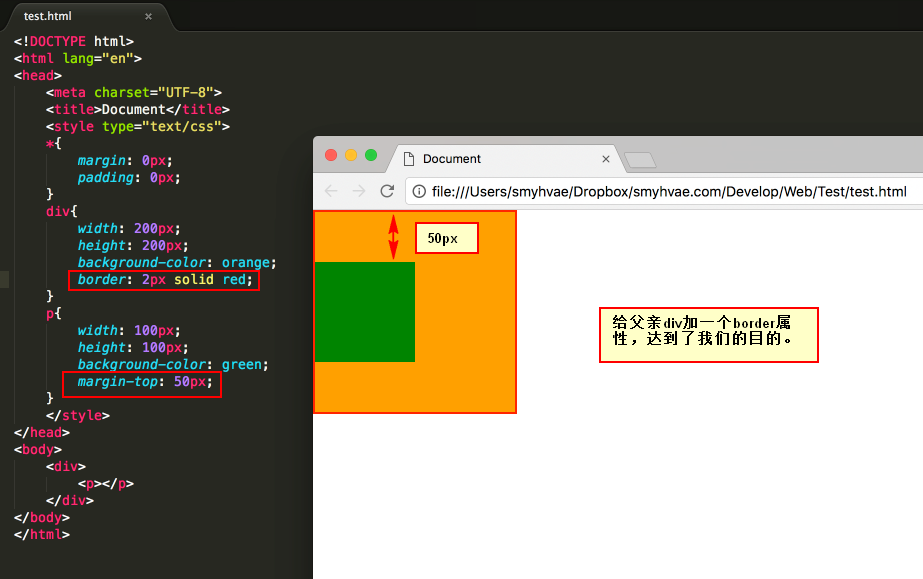 test.html
<!DOCTYPE html>
<html lang="en">
<head>
<meta charset="UTF-8">
<title>Document</title>
<style type="text/css">
*{
margin: 0px;
padding: 0px;
}
div{
width: 200px;
height: 200px;
background-color: orange;
border: 2px solid red;
}
p{
width: 100px;
height: 100px;
background-color: green;
margin-top: 50px;
}
</style>
</head>
<body>
<div>
<p></p>
</div>
</body>
</html>
Document
file:///Users/smyhvae/Dropbox/smyhvae.com/Develop/Web/Test/test.html
50px
给父亲div加一个border属
性，达到了我们的目的。